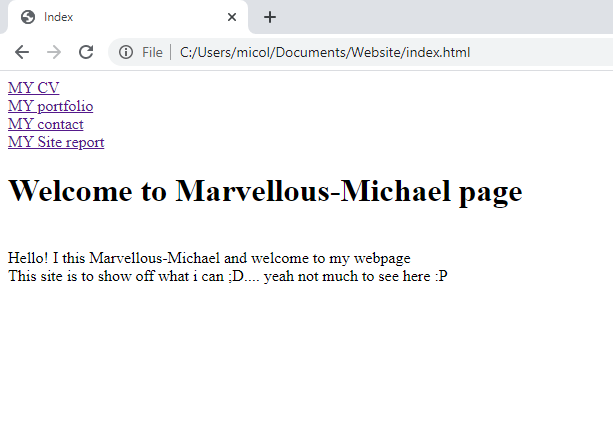 Index
File
C:/Users/micol/Documents/Website/index.html
MY CV
MY portfolio
MY contact
MY Site report
Welcome to Marvellous-Michael page
Hello! I this Marvellous-Michael and welcome to my webpage
This site is to show off what i can ;D.... yeah not much to see here :P